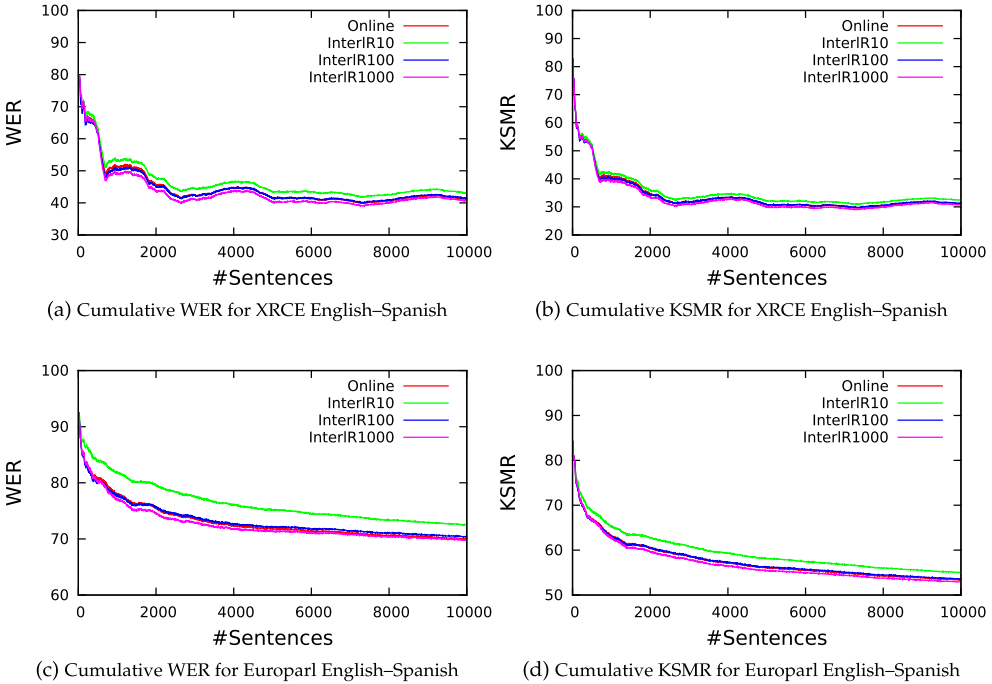 100
90
80
70
60
50
40
30
WER
0 2000 4000 6000 8000 10000
#Sentences
Online
InterIR10
InterIR100
InterIR1000
(a) Cumulative WER for XRCE English–Spanish
100
90
80
70
60
50
40
30
20
KSMR
0 2000 4000 6000 8000 10000
#Sentences
Online
InterIR10
InterIR100
InterIR1000
(b) Cumulative KSMR for XRCE English–Spanish
100
90
80
70
60
WER
0 2000 4000 6000 8000 10000
#Sentences
Online
InterIR10
InterIR100
InterIR1000
(c) Cumulative WER for Europarl English–Spanish
100
90
80
70
60
50
KSMR
0 2000 4000 6000 8000 10000
#Sentences
Online
InterIR10
InterIR100
InterIR1000
(d) Cumulative KSMR for Europarl English–Spanish